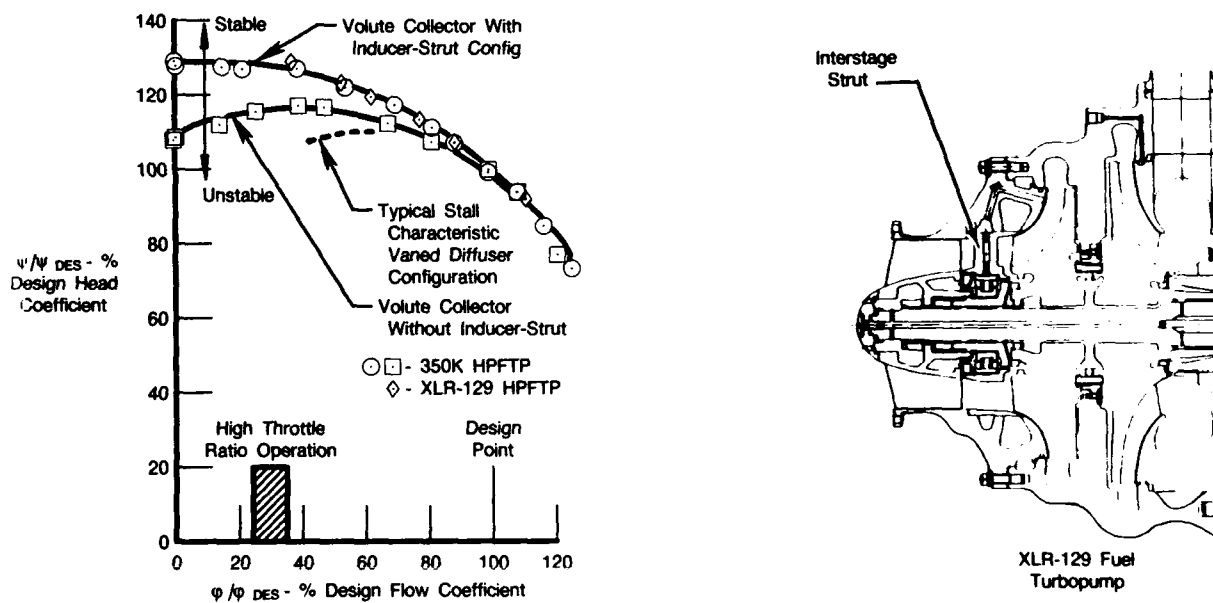 140
120
100
80
60
40
20
0
Stable
Unstable
Volute Collector With
Inducer-Strut Config
Typical Stall
Characteristic
Vaned Diffuser
Configuration
Volute Collector
Without Inducer-Strut
- 350K HPFTP
- XLR-129 HPFTP
Ψ/Ψ DES - %
Design Head
Coefficient
High Throttle
Ratio Operation
Design
Point
0 20 40 60 80 100 120
φ/φ DES - % Design Flow Coefficient
Interstage
Strut
XLR-129 Fuel
Turbopump